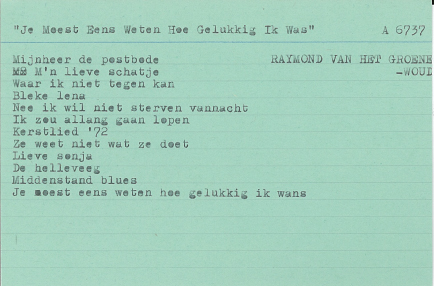 "Je Moest Eens Weten Hoe Gelukkig Ik Was" A 6737
Mijnheer de postbode RAYMOND VAN HET GROENE
M'n lieve schatje -WOUD
Waar ik niet tegen kan
Bleke lena
Nee ik wil niet sterven vannacht
Ik zou allang gaan lopen
Kerstlied '72
Ze weet niet wat ze doet
Lieve sonja
De helleveeg
Middenstand blues
Je moest eens weten hoe gelukkig ik wans